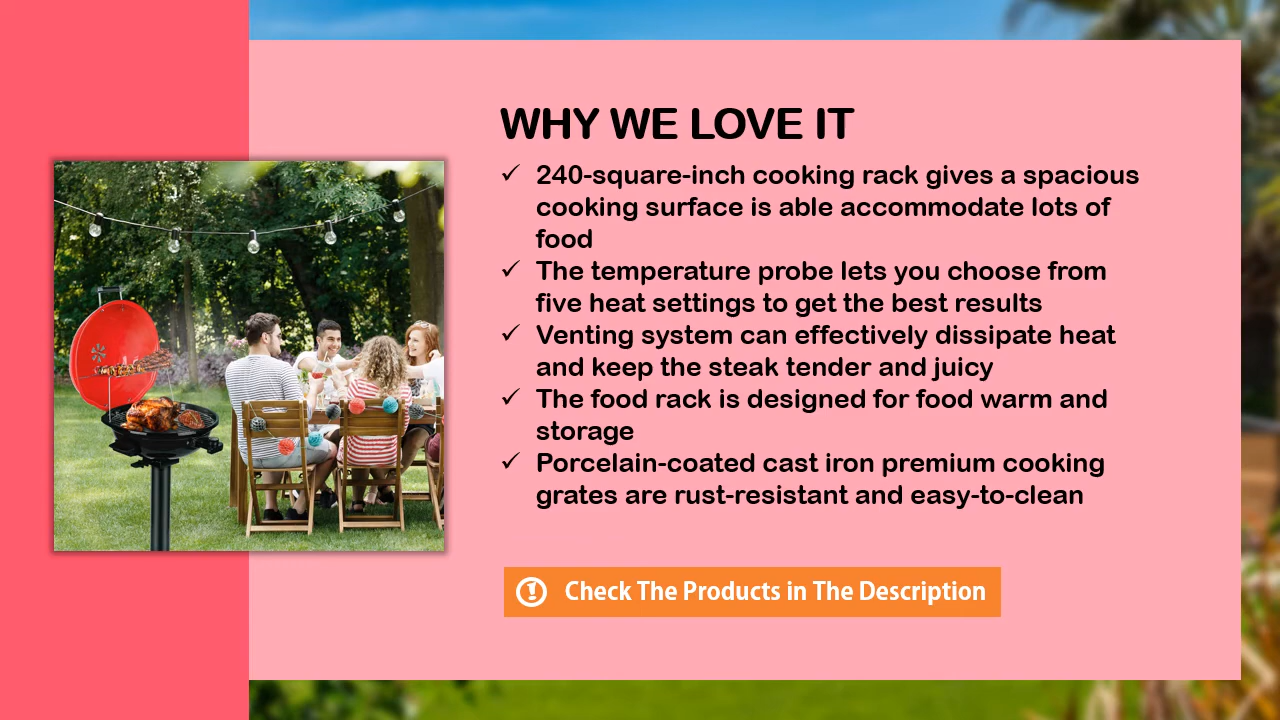 WHY WE LOVE IT
✓ 240-square-inch cooking rack gives a spacious
cooking surface is able accommodate lots of
food
✓ The temperature probe lets you choose from
five heat settings to get the best results
✓ Venting system can effectively dissipate heat
and keep the steak tender and juicy
✓ The food rack is designed for food warm and
storage
✓ Porcelain-coated cast iron premium cooking
grates are rust-resistant and easy-to-clean
Check The Products in The Description